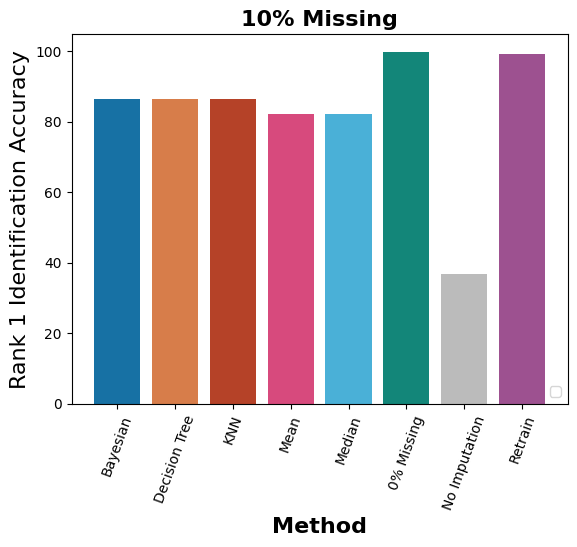 10% Missing
Rank 1 Identification Accuracy
100
80
60
40
20
0
Bayesian
Decision Tree
KNN
Mean
Median
0% Missing
No Imputation
Retrain
Method